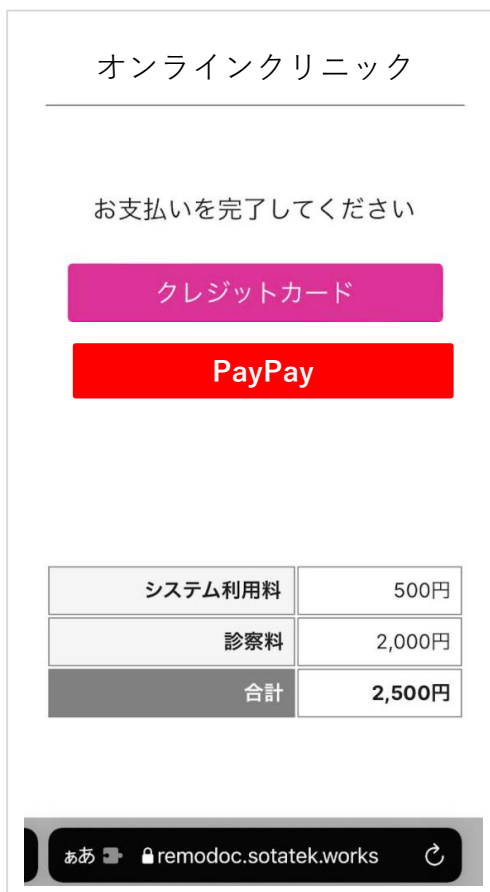 オンラインクリニック
お支払いを完了してください
クレジットカード
PayPay
システム利用料 500円
診察料 2,000円
合計 2,500円
ぁあ remodoc.sotatek.works